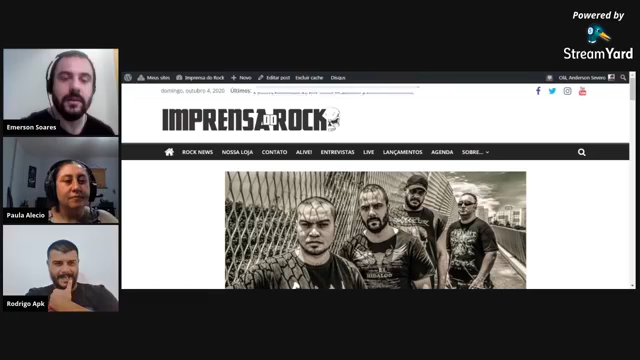 Powered by
StreamYard
Emerson Soares
Paula Alecio
Rodrigo Apk
Meus sites Imprensa do Rock Novo Editar post Excluir cache Disqus Olá, Anderson Severo
domingo, outubro 4, 2020 Últimos:
IMPRENSA DO ROCK
ROCK NEWS NOSSA LOJA CONTATO ALIVE! ENTREVISTAS LIVE LANÇAMENTOS AGENDA SOBRE...
EL HIDALGO